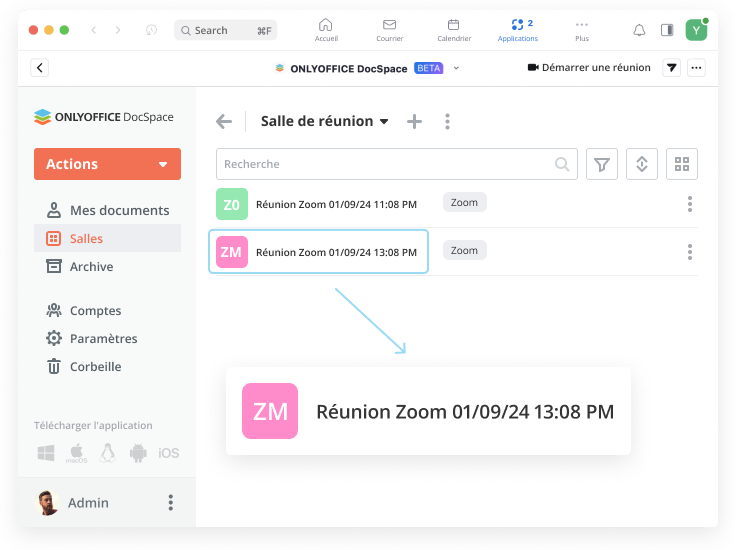 Search ⌘F
Accueil
Courrier
Calendrier
2
Applications
Plus
Y
ONLYOFFICE DocSpace BETA
Démarrer une réunion
ONLYOFFICE DocSpace
Actions
Mes documents
Salles
Archive
Comptes
Paramètres
Corbeille
Télécharger l'application
macOS
iOS
Admin
Salle de réunion
Recherche
Z0 Réunion Zoom 01/09/24 11:08 PM Zoom
ZM Réunion Zoom 01/09/24 13:08 PM Zoom
ZM Réunion Zoom 01/09/24 13:08 PM